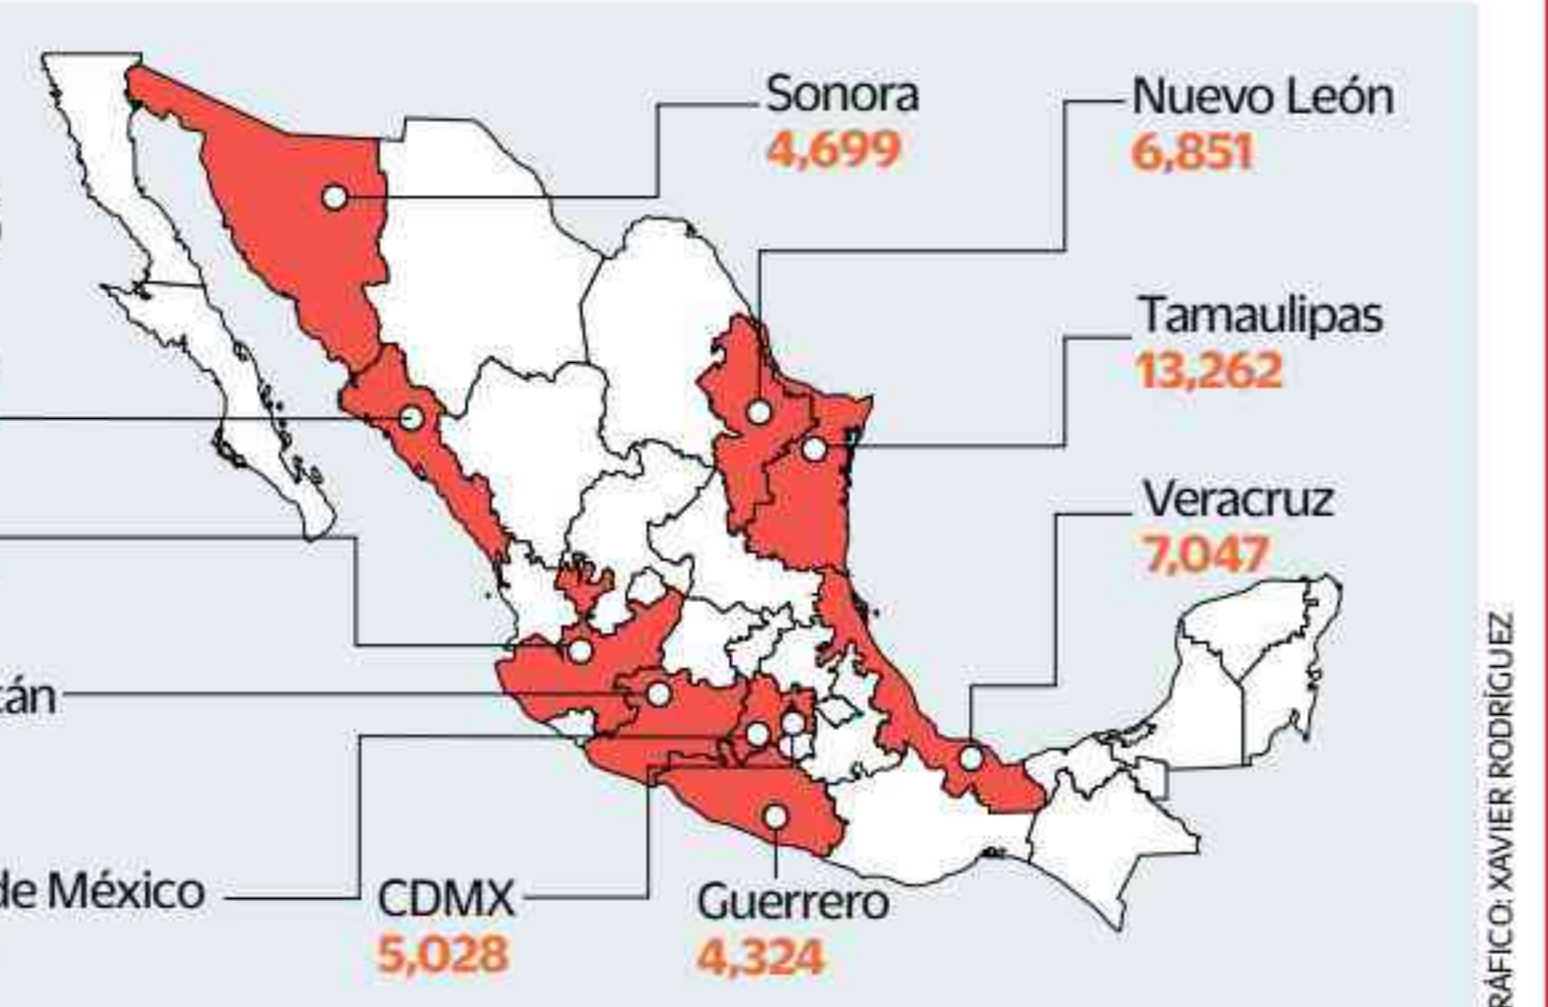 Sonora
4,699
Nuevo León
6,851
Tamaulipas
13,262
Veracruz
7,047
cán
de México
CDMX
5,028
Guerrero
4,324
RÁFICO: XAVIER RODRÍGUEZ